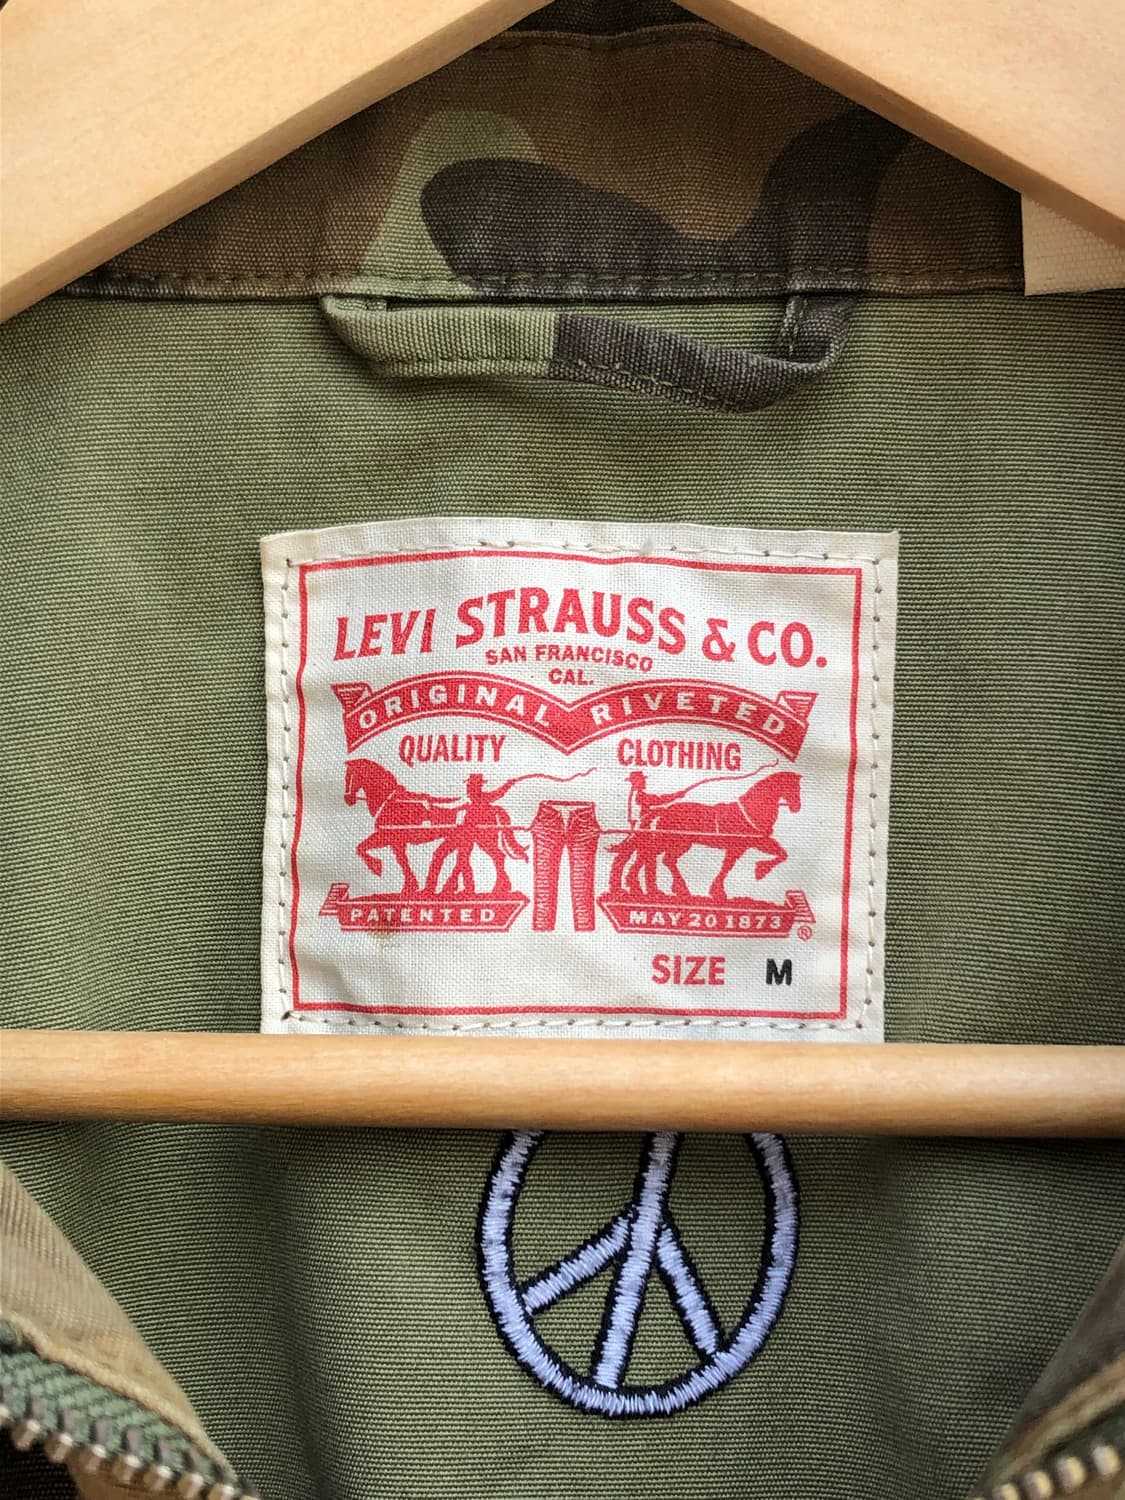 LEVI STRAUSS & CO.
SAN FRANCISCO
CAL.
ORIGINAL RIVETED
QUALITY CLOTHING
PATENTED MAY 20 1873 ®
SIZE M